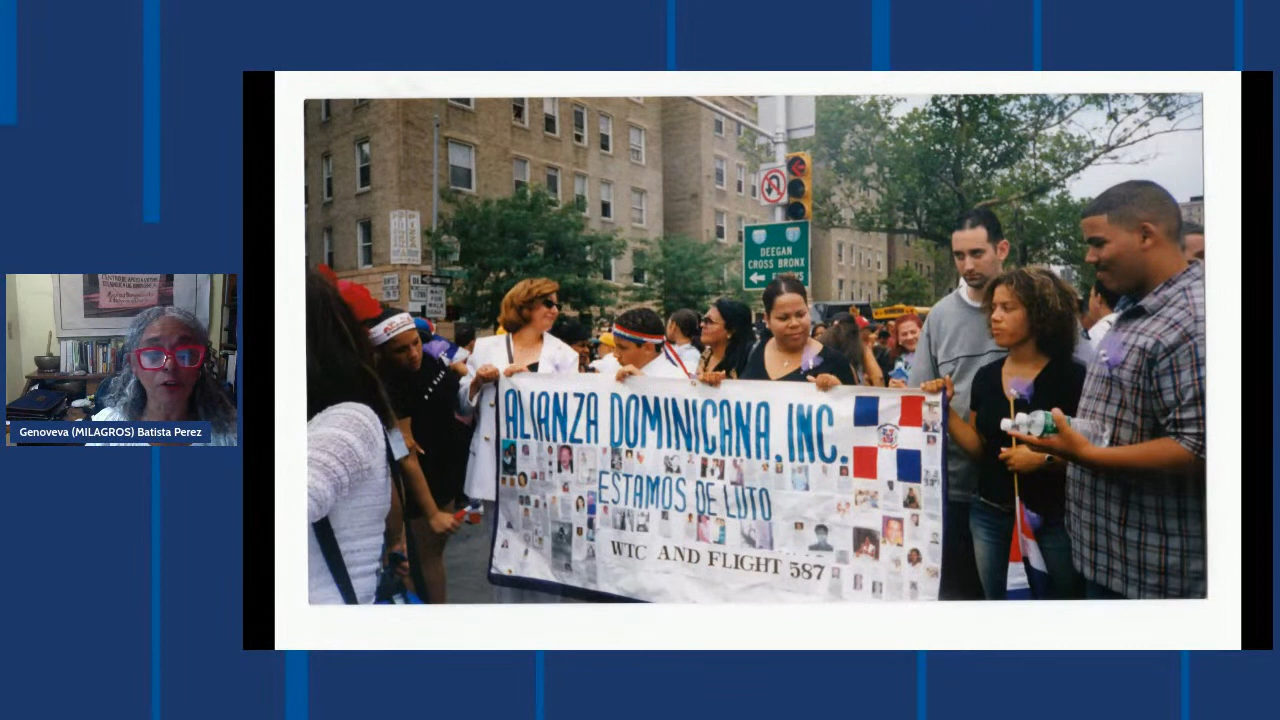 Genoveva (MILAGROS) Batista Perez
DEEGAN
CROSS BRONX
ALIANZA DOMINICANA, INC.
ESTAMOS DE LUTO
WTC AND FLIGHT 587